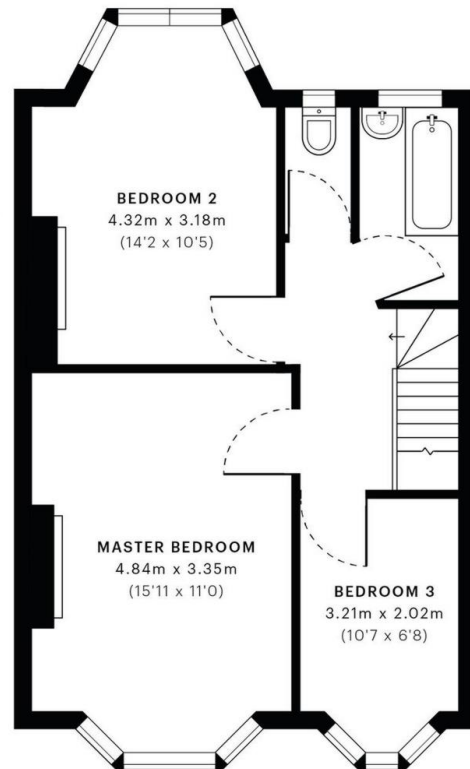 BEDROOM 2
4.32m x 3.18m
(14'2 x 10'5)
MASTER BEDROOM
4.84m x 3.35m
(15'11 x 11'0)
BEDROOM 3
3.21m x 2.02m
(10'7 x 6'8)